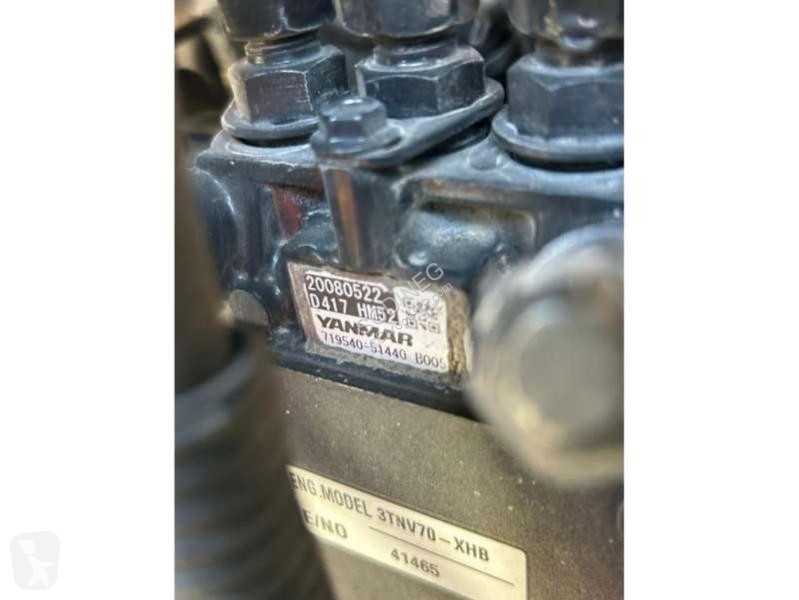 20080522
D417 HM52
YANMAR
719540-51440 B005
ENG.MODEL 3TNV70-XHB
E/NO
41465